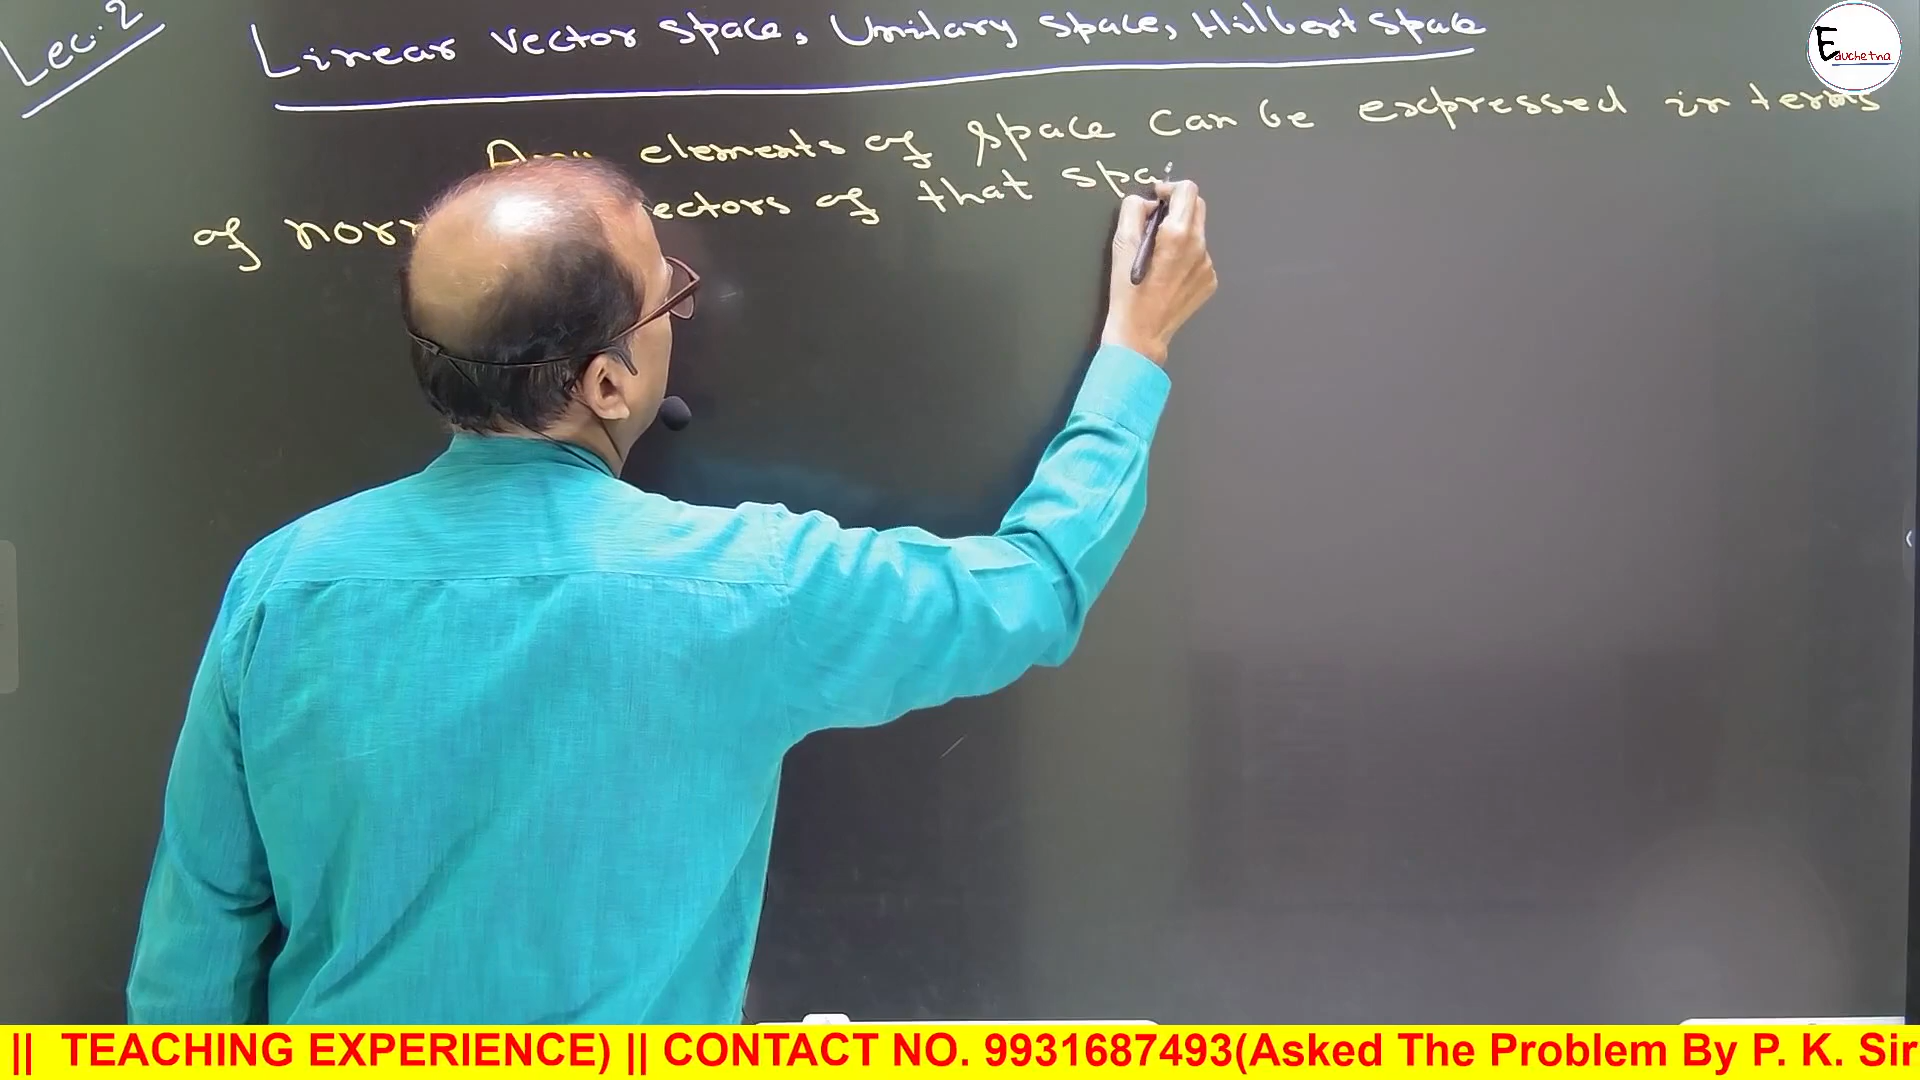 Lec. 2
Linear Vector Space, Unitary Space, Hilbert Space
Eauchetna
elements of space can be expressed in terms
of ectors of that spa
|| TEACHING EXPERIENCE) || CONTACT NO. 9931687493(Asked The Problem By P. K. Sir